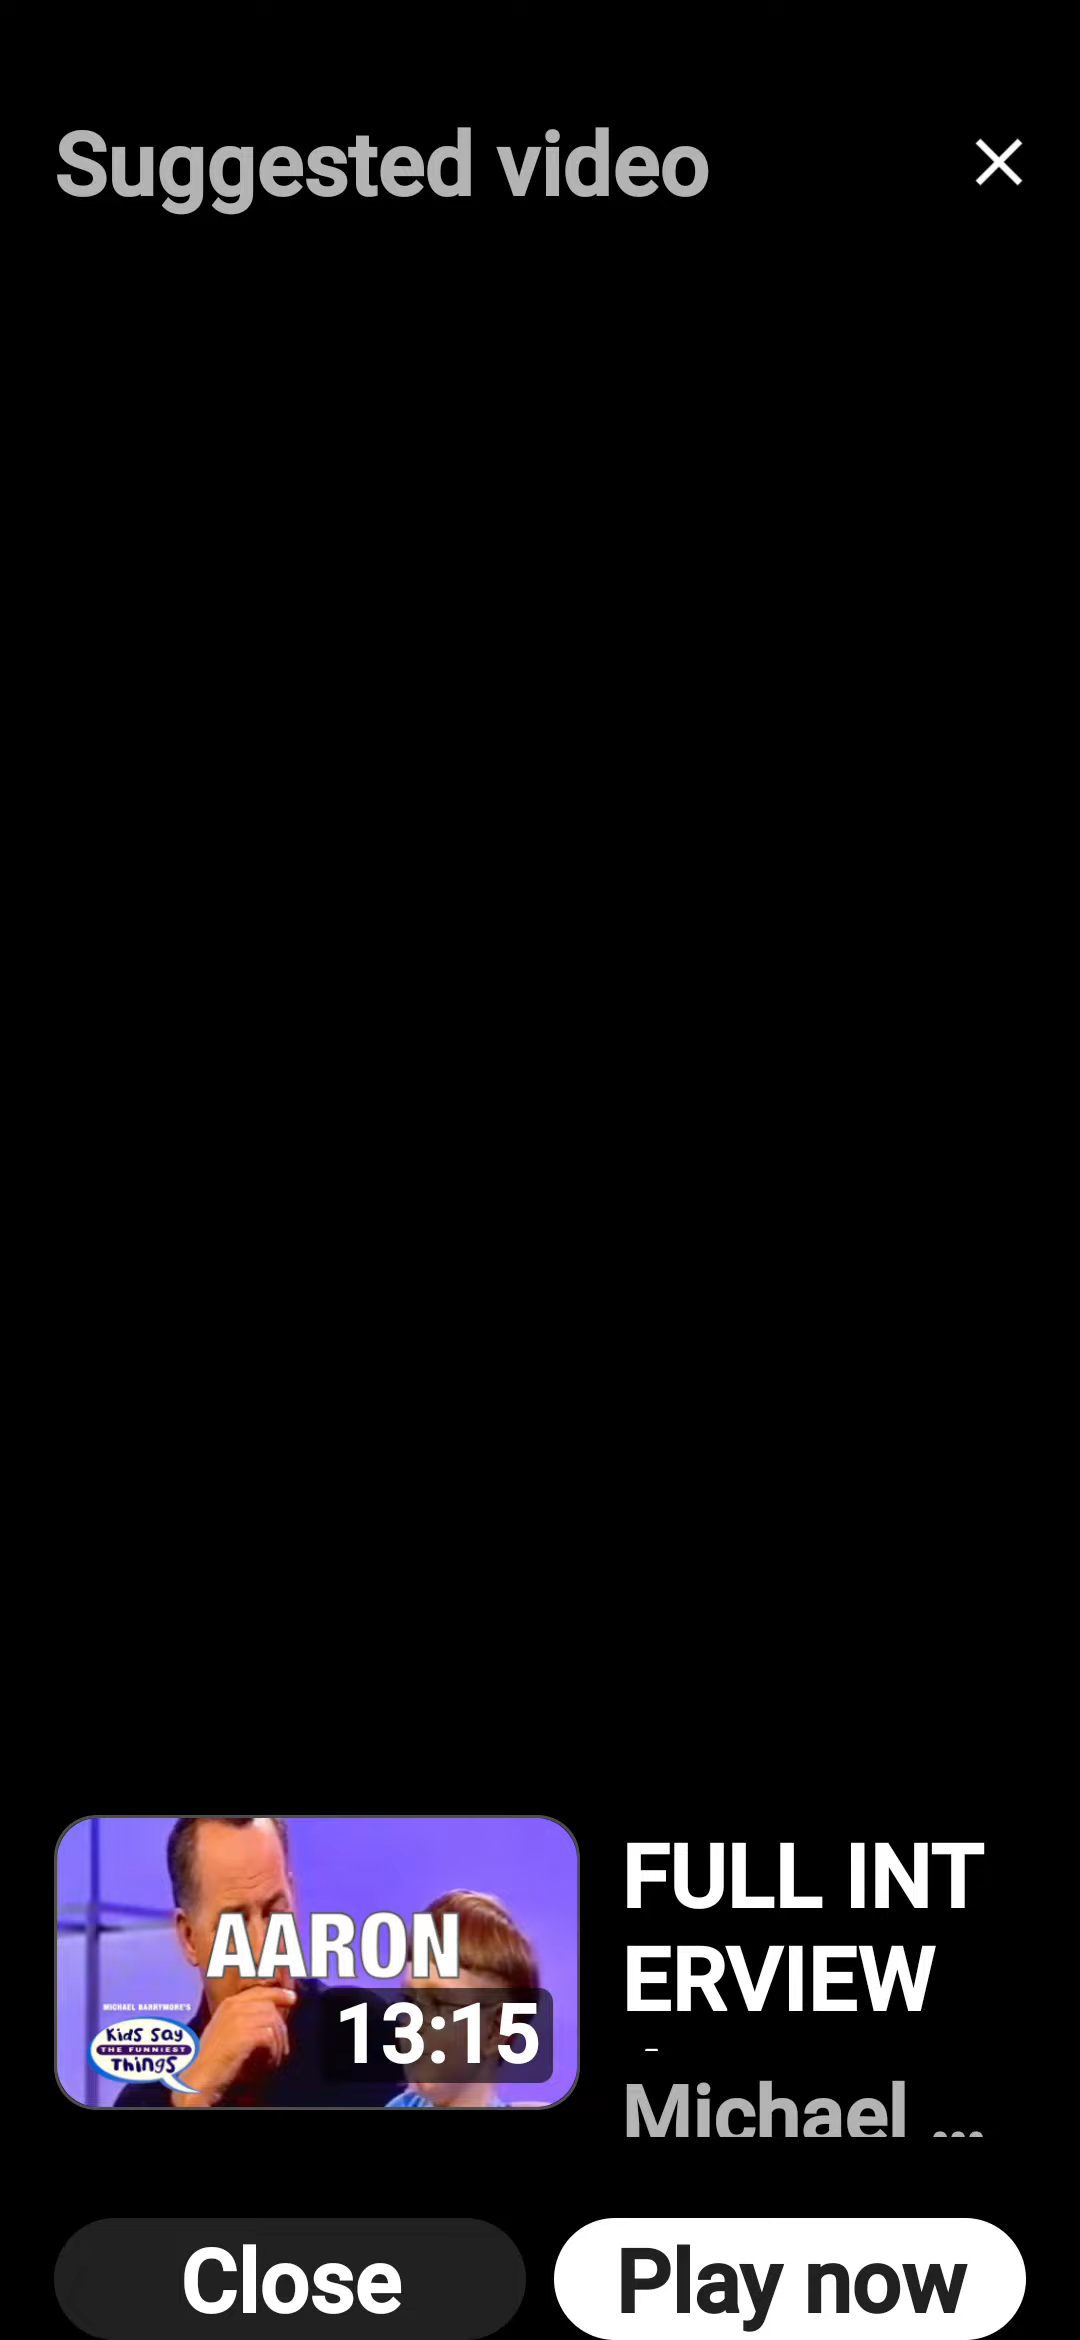 Suggested video
AARON
MICHAEL BARRYMORE'S
Kids Say
THE FUNNIEST
Things
13:15
FULL INT
ERVIEW
Michael ...
Close
Play now